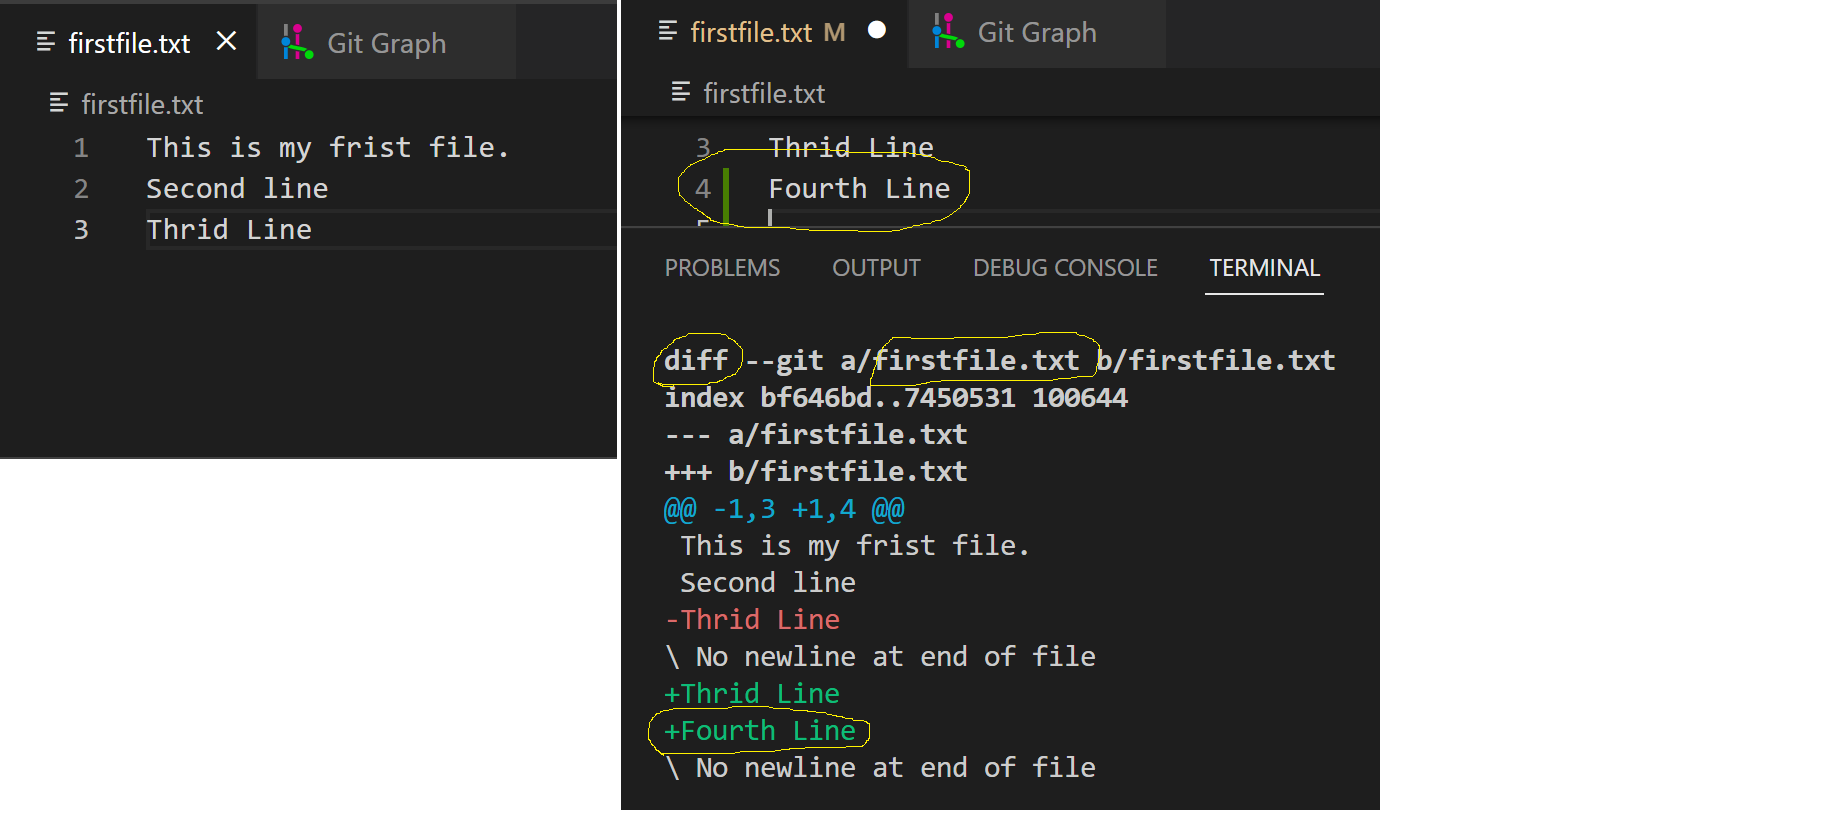 firstfile.txt × Git Graph
firstfile.txt
1 This is my frist file.
2 Second line
3 Thrid Line
firstfile.txt M Git Graph
firstfile.txt
3 Thrid Line
4 Fourth Line
PROBLEMS OUTPUT DEBUG CONSOLE TERMINAL
diff --git a/firstfile.txt b/firstfile.txt
index bf646bd..7450531 100644
--- a/firstfile.txt
+++ b/firstfile.txt
@@ -1,3 +1,4 @@
This is my frist file.
Second line
-Thrid Line
\ No newline at end of file
+Thrid Line
+Fourth Line
\ No newline at end of file